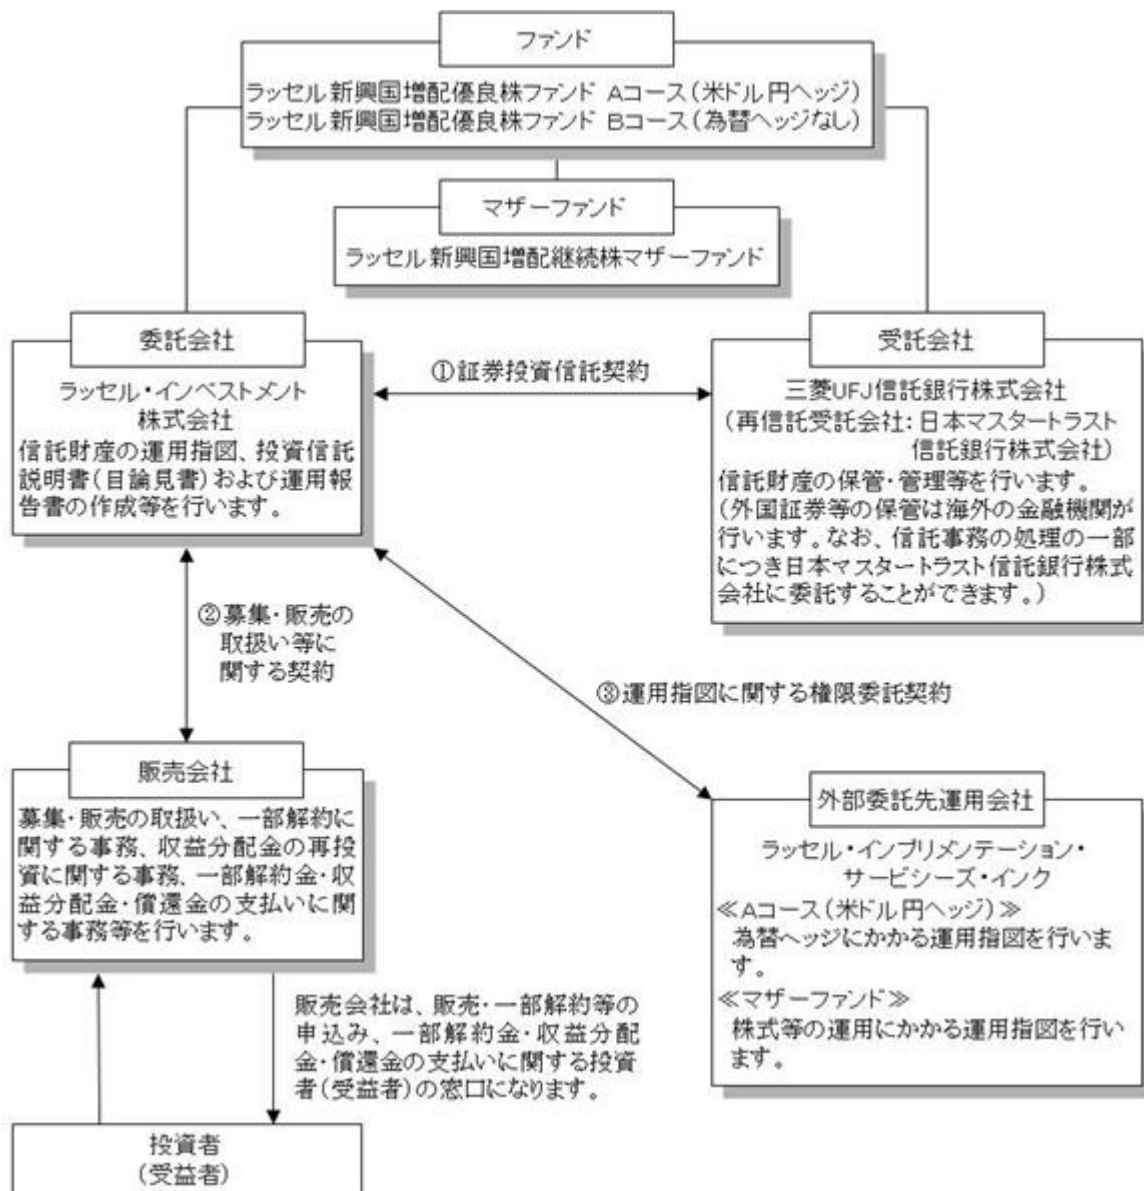 ファンド
ラッセル新興国増配優良株ファンド Aコース(米ドル円ヘッジ)
ラッセル新興国増配優良株ファンド Bコース(為替ヘッジなし)
マザーファンド
ラッセル新興国増配継続株マザーファンド
委託会社
ラッセル・インベストメント
株式会社
信託財産の運用指図、投資信託
説明書(目論見書)および運用報
告書の作成等を行います。
①証券投資信託契約
受託会社
三菱UFJ信託銀行株式会社
(再信託受託会社:日本マスタートラスト
信託銀行株式会社)
信託財産の保管・管理等を行います。
(外国証券等の保管は海外の金融機関が
行います。なお、信託事務の処理の一部
につき日本マスタートラスト信託銀行株式
会社に委託することができます。)
②募集・販売の
取扱い等に
関する契約
③運用指図に関する権限委託契約
販売会社
募集・販売の取扱い、一部解約に
関する事務、収益分配金の再投
資に関する事務、一部解約金・収
益分配金・償還金の支払いに関
する事務等を行います。
外部委託先運用会社
ラッセル・インプリメンテーション・
サービシーズ・インク
≪Aコース(米ドル円ヘッジ)≫
為替ヘッジにかかる運用指図を行いま
す。
≪マザーファンド≫
株式等の運用にかかる運用指図を行い
ます。
販売会社は、販売・一部解約等の
申込み、一部解約金・収益分配
金・償還金の支払いに関する投資
者(受益者)の窓口になります。
投資者
(受益者)